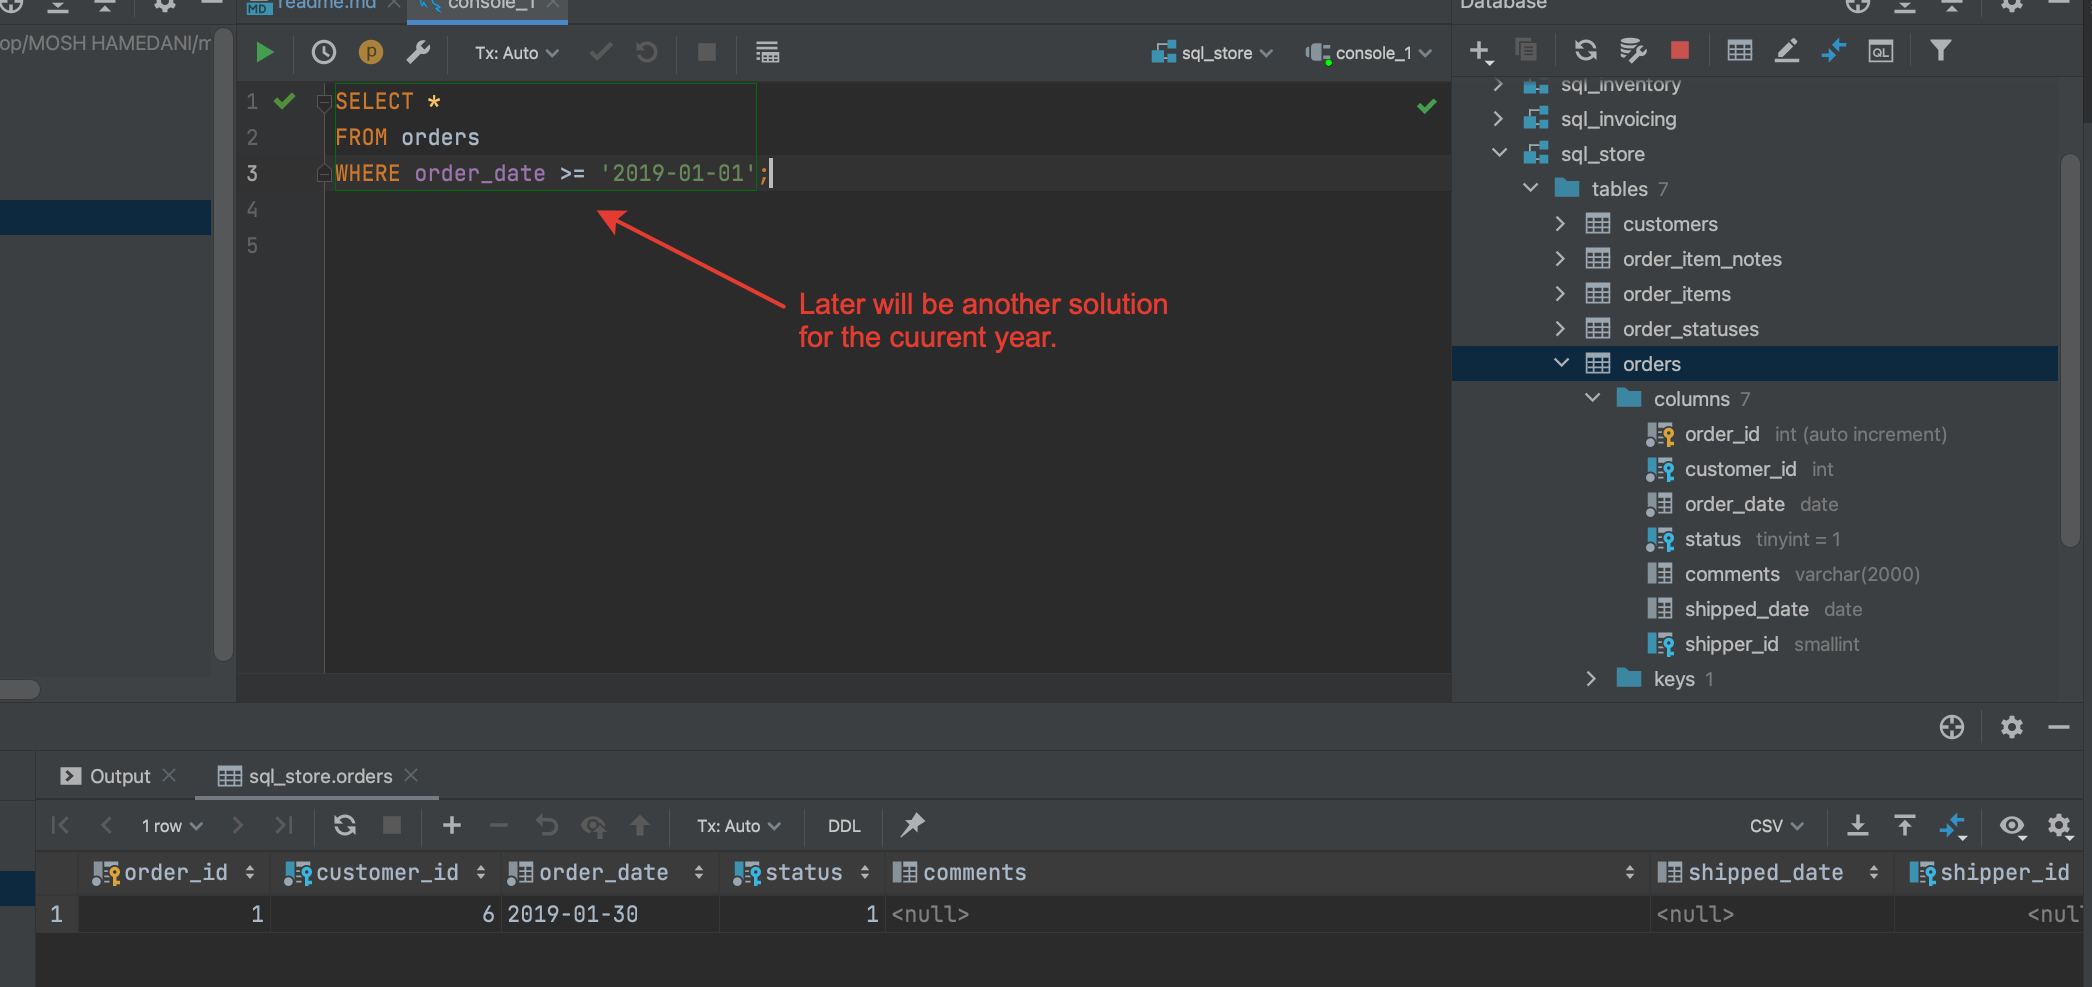 readme.md
console_1
Database
op/MOSH HAMEDANI/m
Tx: Auto
sql_store
console_1
1 SELECT *
2 FROM orders
3 WHERE order_date >= '2019-01-01';
4
5
Later will be another solution
for the cuurent year.
sql_inventory
sql_invoicing
sql_store
tables 7
customers
order_item_notes
order_items
order_statuses
orders
columns 7
order_id int (auto increment)
customer_id int
order_date date
status tinyint = 1
comments varchar(2000)
shipped_date date
shipper_id smallint
keys 1
Output
sql_store.orders
1 row
Tx: Auto
DDL
CSV
order_id customer_id order_date status comments shipped_date shipper_id
1 1 6 2019-01-30 1 <null> <null> <nul